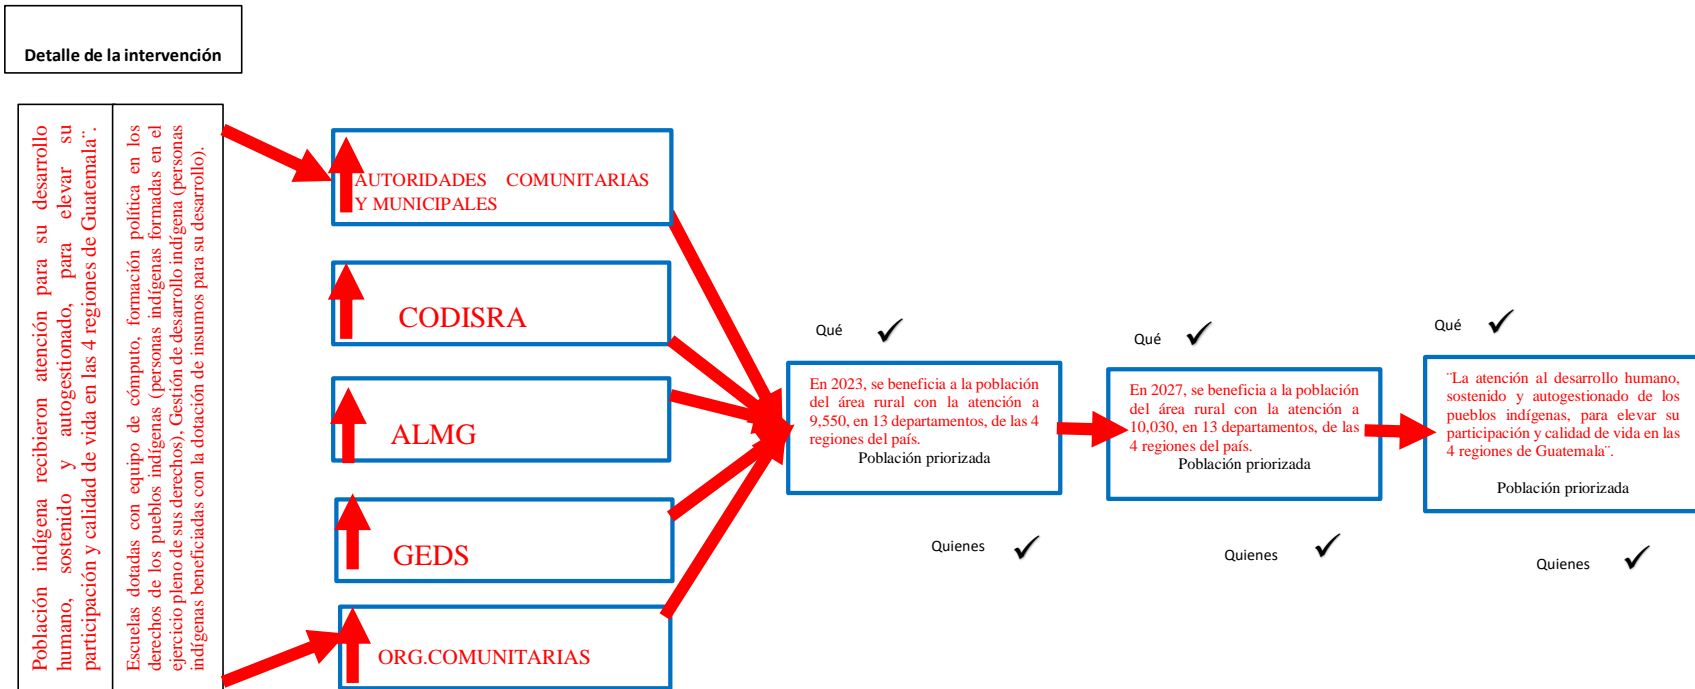 Detalle de la intervención
Población indígena recibieron atención para su desarrollo
humano, sostenido y autogestionado, para elevar su
participación y calidad de vida en las 4 regiones de Guatemala¨.
Escuelas dotadas con equipo de cómputo, formación política en los
derechos de los pueblos indígenas (personas indígenas formadas en el
ejercicio pleno de sus derechos), Gestión de desarrollo indígena (personas
indígenas beneficiadas con la dotación de insumos para su desarrollo).
AUTORIDADES COMUNITARIAS
Y MUNICIPALES
CODISRA
ALMG
GEDS
ORG.COMUNITARIAS
Qué
En 2023, se beneficia a la población
del área rural con la atención a
9,550, en 13 departamentos, de las 4
regiones del país.
Población priorizada
Quienes
Qué
En 2027, se beneficia a la población
del área rural con la atención a
10,030, en 13 departamentos, de las
4 regiones del país.
Población priorizada
Quienes
Qué
¨La atención al desarrollo humano,
sostenido y autogestionado de los
pueblos indígenas, para elevar su
participación y calidad de vida en las
4 regiones de Guatemala¨.
Población priorizada
Quienes